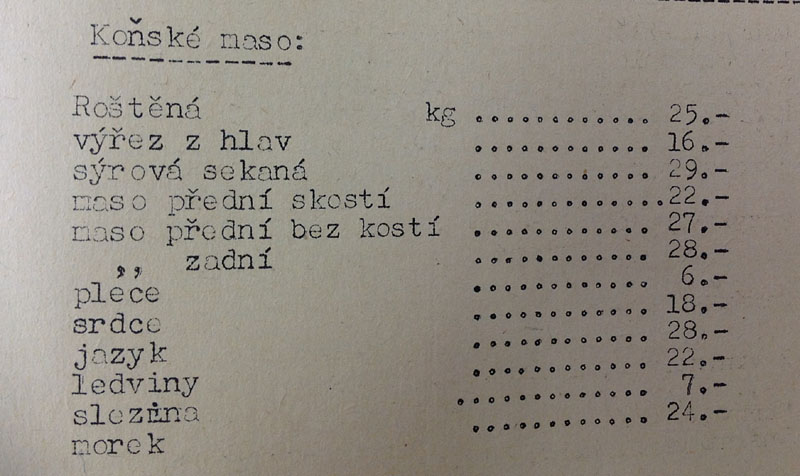 Koňské maso:
Roštěná kg ............ 25.-
výřez z hlav ............ 16.-
sýrová sekaná ............ 29.-
maso přední skostí ............ 22.-
maso přední bez kostí ............ 27.-
,, zadní ............ 28.-
plece ............ 6.-
srdce ............ 18.-
jazyk ............ 28.-
ledviny ............ 22.-
slezina ............ 7.-
morek ............ 24.-